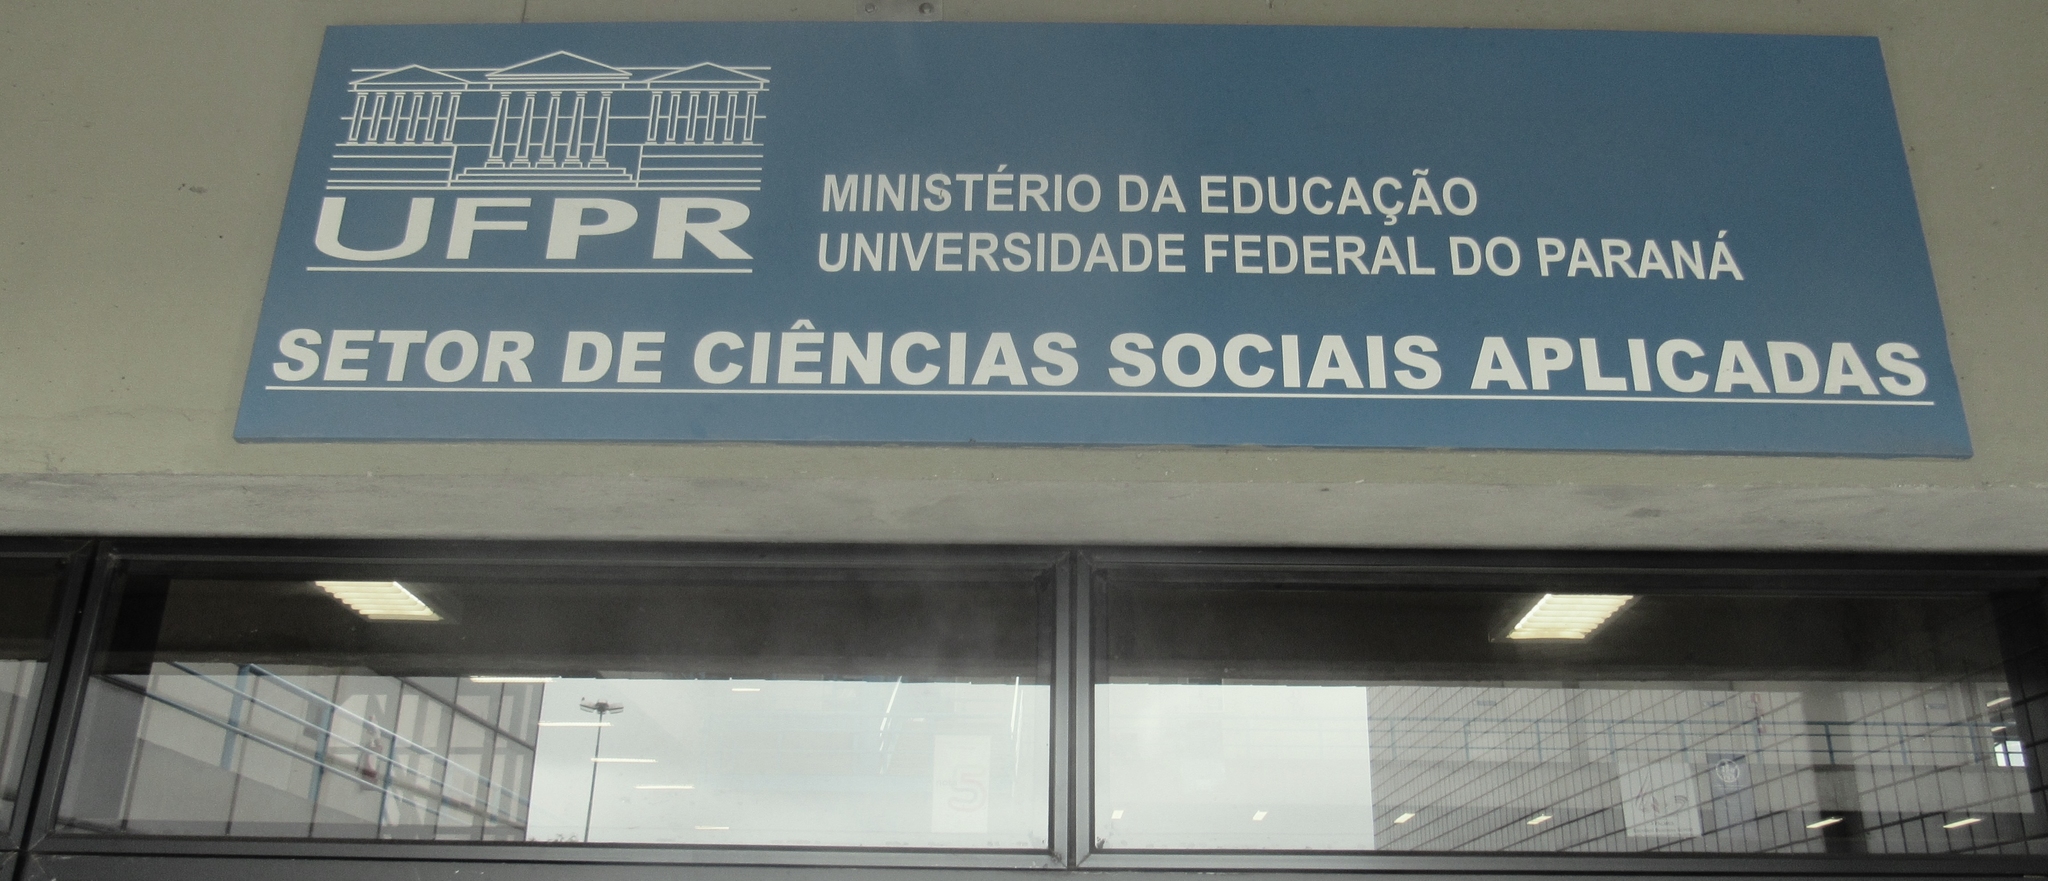 UFPR
MINISTÉRIO DA EDUCAÇÃO
UNIVERSIDADE FEDERAL DO PARANÁ
SETOR DE CIÊNCIAS SOCIAIS APLICADAS